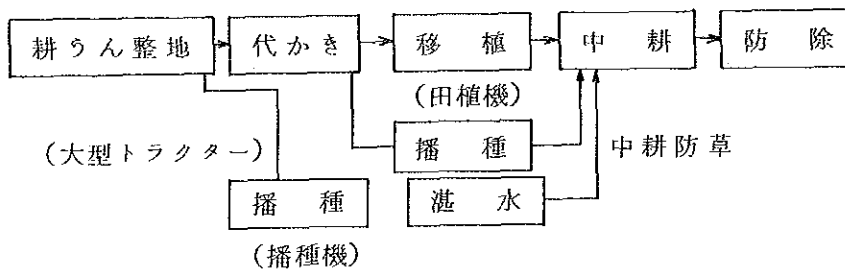 耕うん整地
代かき
移植
中耕
防除
(田植機)
(大型トラクター)
播種
中耕防草
播種
湛水
(播種機)